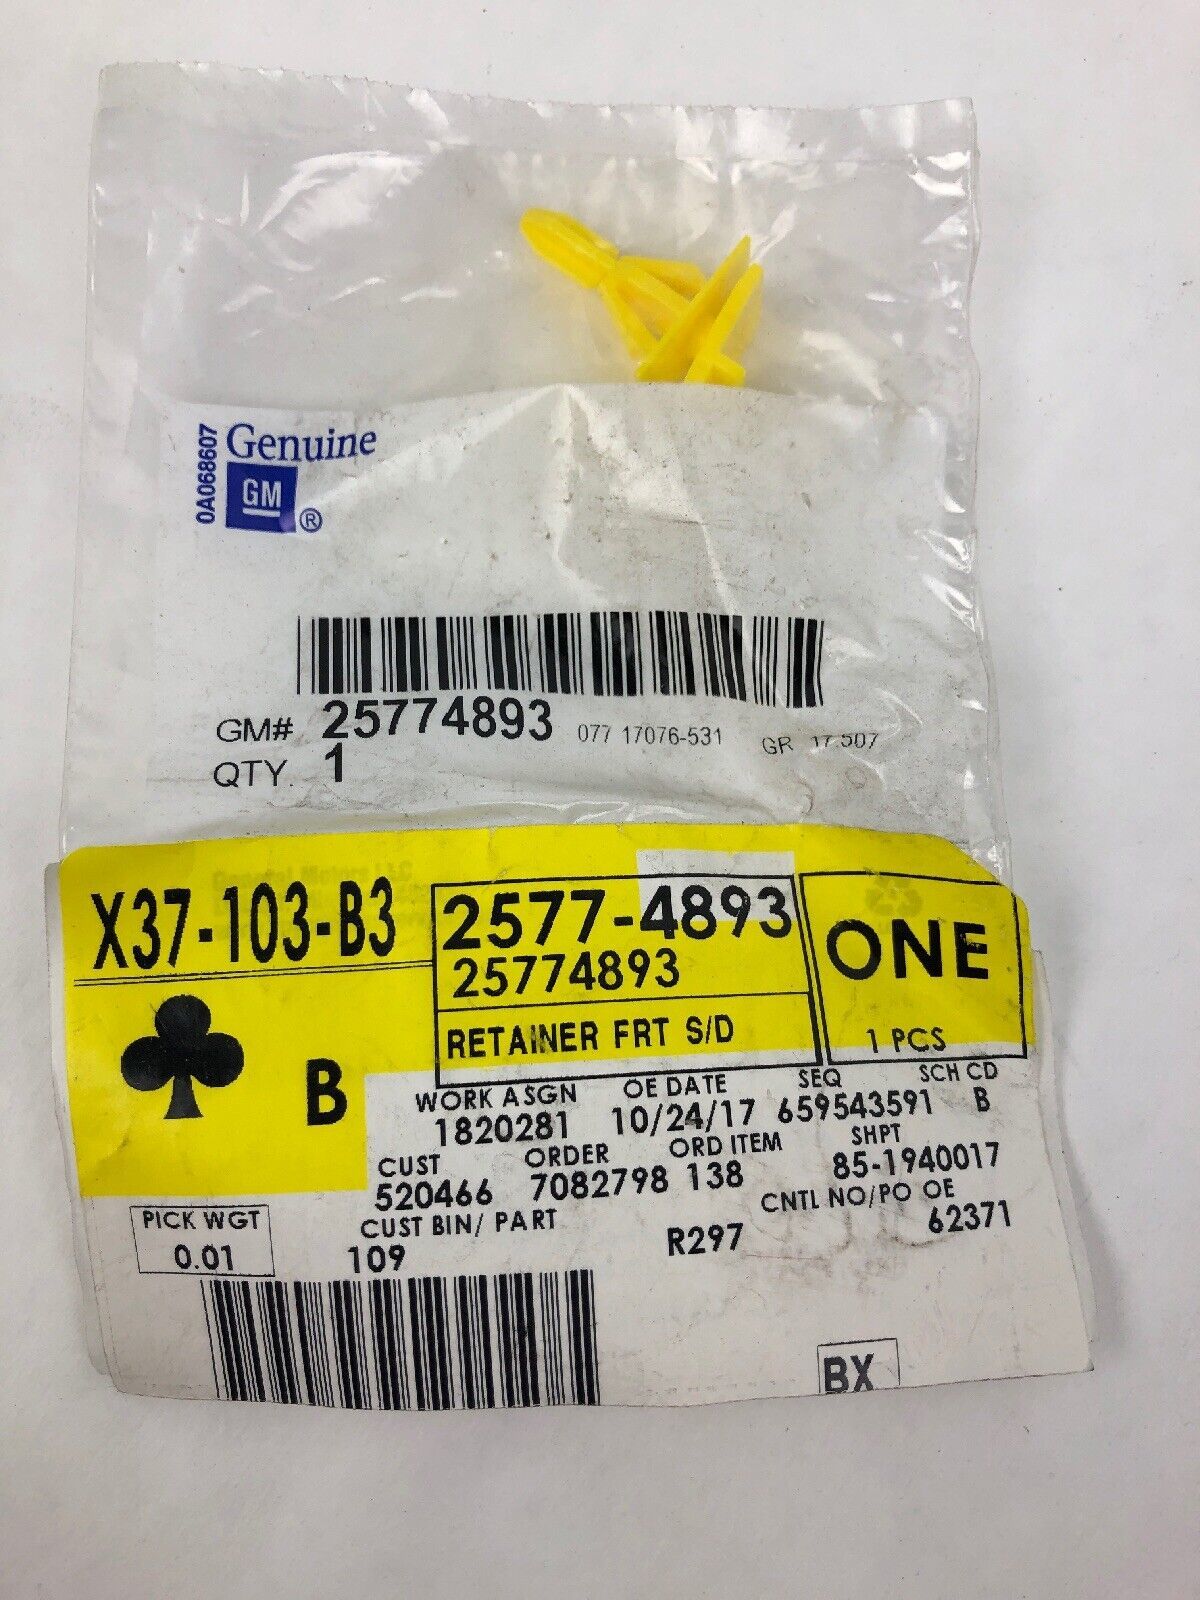 0A068607
Genuine
GM
®
GM# 25774893 077 17076-531 GR 17 507
QTY. 1
X37-103-B3
2577-4893
25774893
RETAINER FRT S/D
ONE
1 PCS
B
WORK ASGN OE DATE SEQ SCH CD
1820281 10/24/17 659543591 B
CUST ORDER ORD ITEM SHPT
520466 7082798 138 85-1940017
PICK WGT CUST BIN/ PART CNTL NO/PO OE
0.01 109 R297 62371
BX